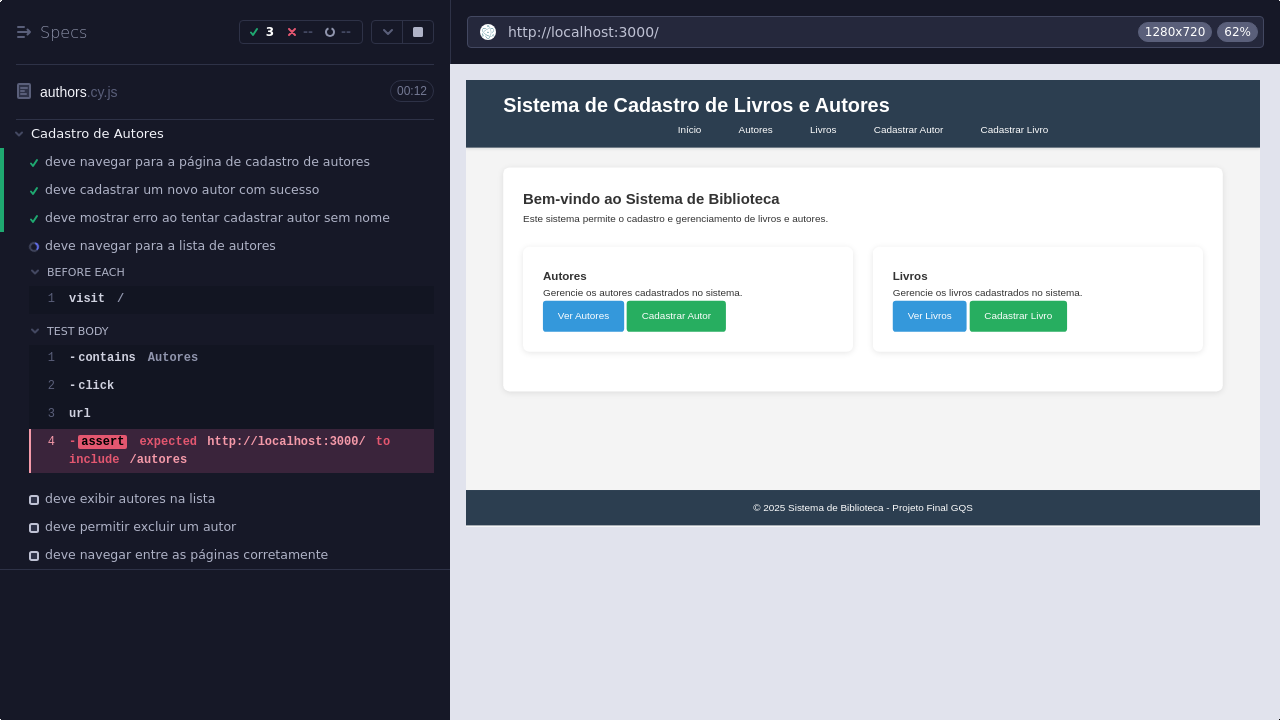 Specs
3
--
--
authors.cy.js
00:12
Cadastro de Autores
deve navegar para a página de cadastro de autores
deve cadastrar um novo autor com sucesso
deve mostrar erro ao tentar cadastrar autor sem nome
deve navegar para a lista de autores
BEFORE EACH
1 visit /
TEST BODY
1 -contains Autores
2 -click
3 url
4 -assert expected http://localhost:3000/ to
include /autores
deve exibir autores na lista
deve permitir excluir um autor
deve navegar entre as páginas corretamente
http://localhost:3000/
1280x720
62%
Sistema de Cadastro de Livros e Autores
Início Autores Livros Cadastrar Autor Cadastrar Livro
Bem-vindo ao Sistema de Biblioteca
Este sistema permite o cadastro e gerenciamento de livros e autores.
Autores
Gerencie os autores cadastrados no sistema.
Ver Autores Cadastrar Autor
Livros
Gerencie os livros cadastrados no sistema.
Ver Livros Cadastrar Livro
© 2025 Sistema de Biblioteca - Projeto Final GQS